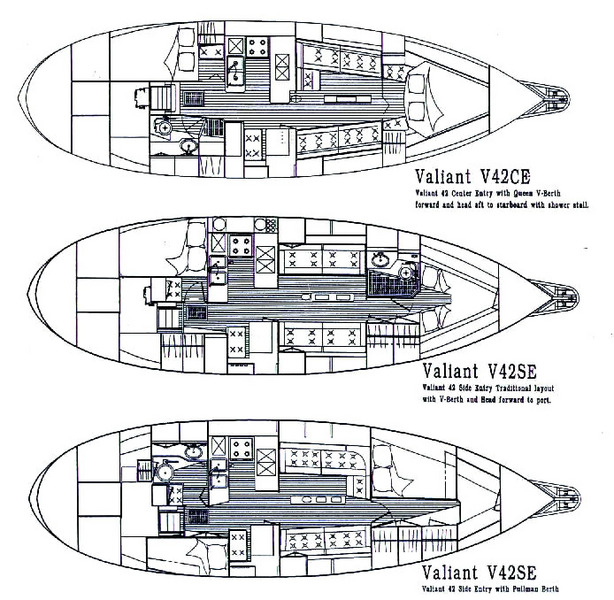 Valiant V42CE
Valiant 42 Center Entry with Queen V-Berth
forward and head aft to starboard with shower stall.
Valiant V42SE
Valiant 42 Side Entry Traditional layout
with V-Berth and Head forward to port.
Valiant V42SE
Valiant 42 Side Entry with Pullman Berth